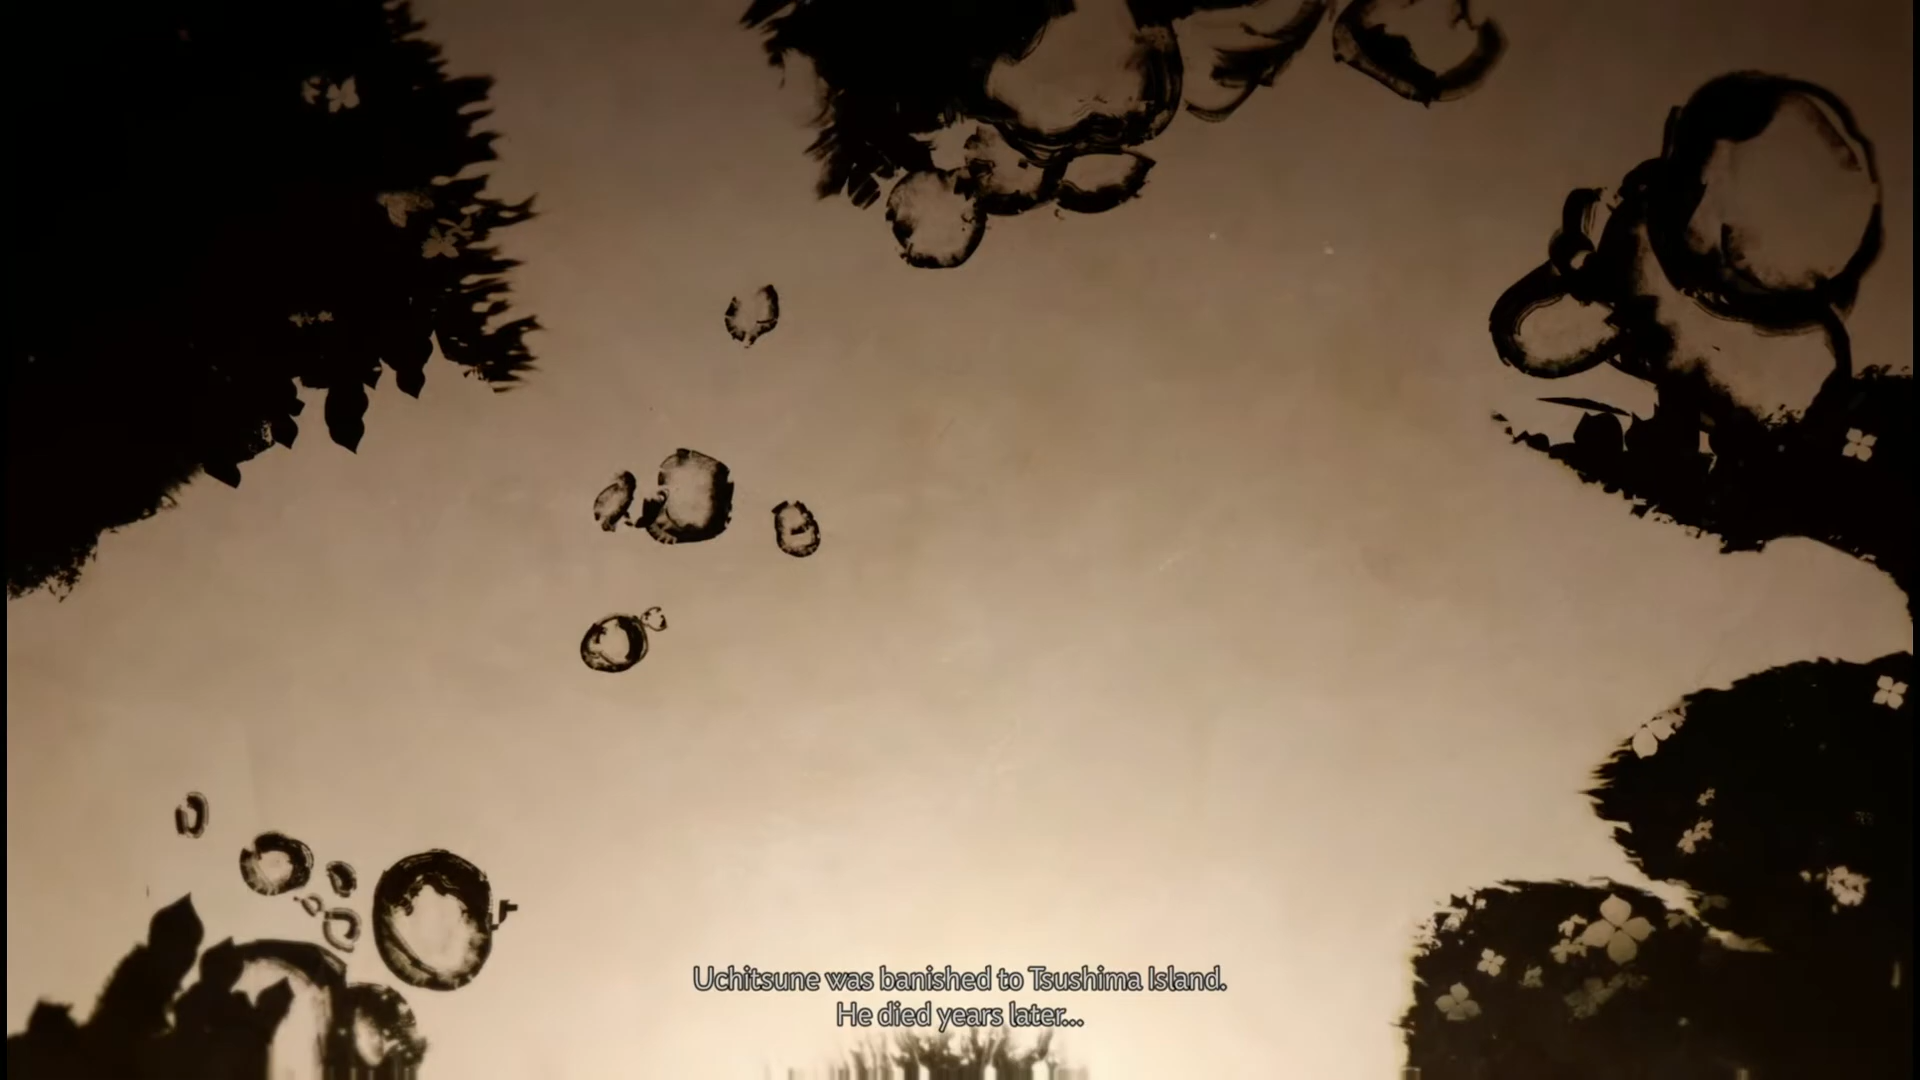 Uchitsune was banished to Tsushima Island.
He died years later...